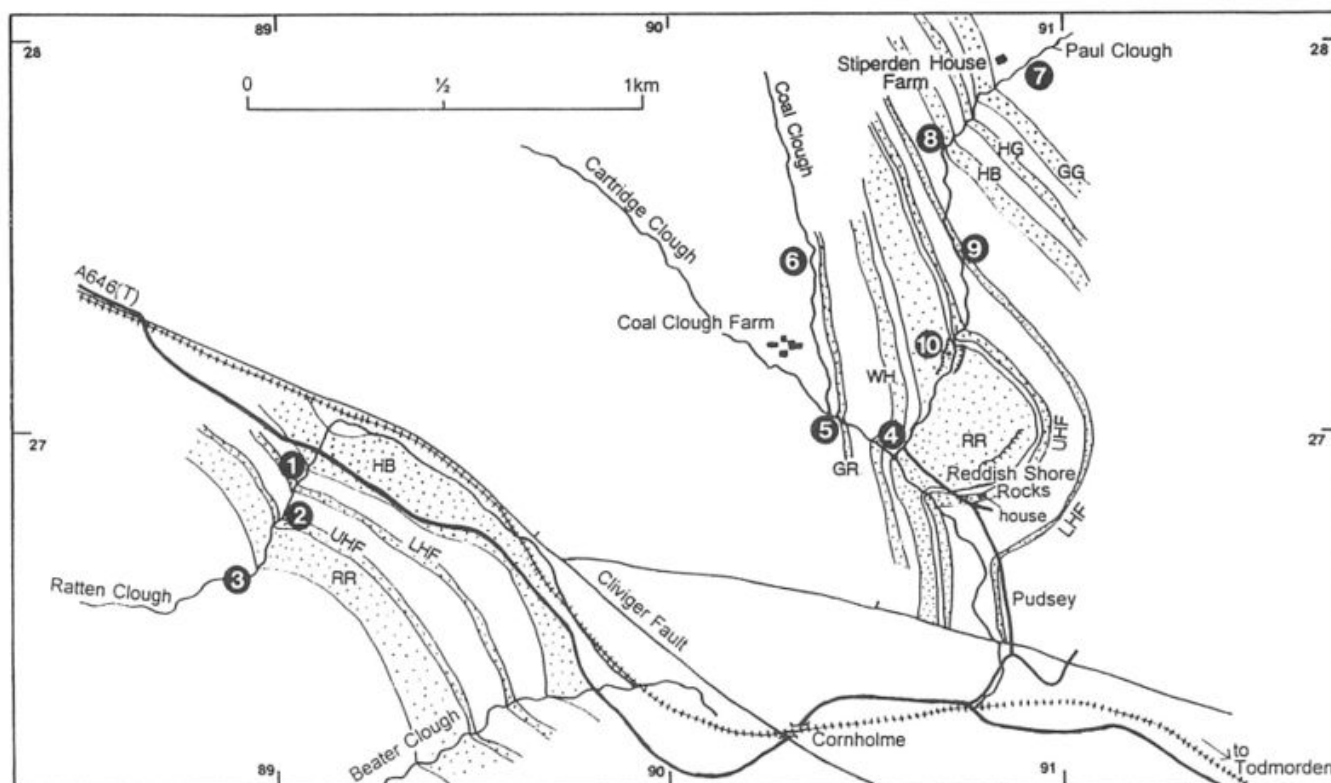 89
90
91
28
28
0
½
1km
Stiperden House
Farm
Paul Clough
7
Coal Clough
8
HG
HB
GG
Cartridge Clough
9
6
A646(T)
Coal Clough Farm
10
WH
UHF
27
27
5
4
RR
GR
Reddish Shore
Rocks
house
LHF
1
HB
2
UHF
LHF
3
RR
Ratten Clough
Cliviger Fault
Pudsey
Beater Clough
Cornholme
to
Todmorden
89
90
91